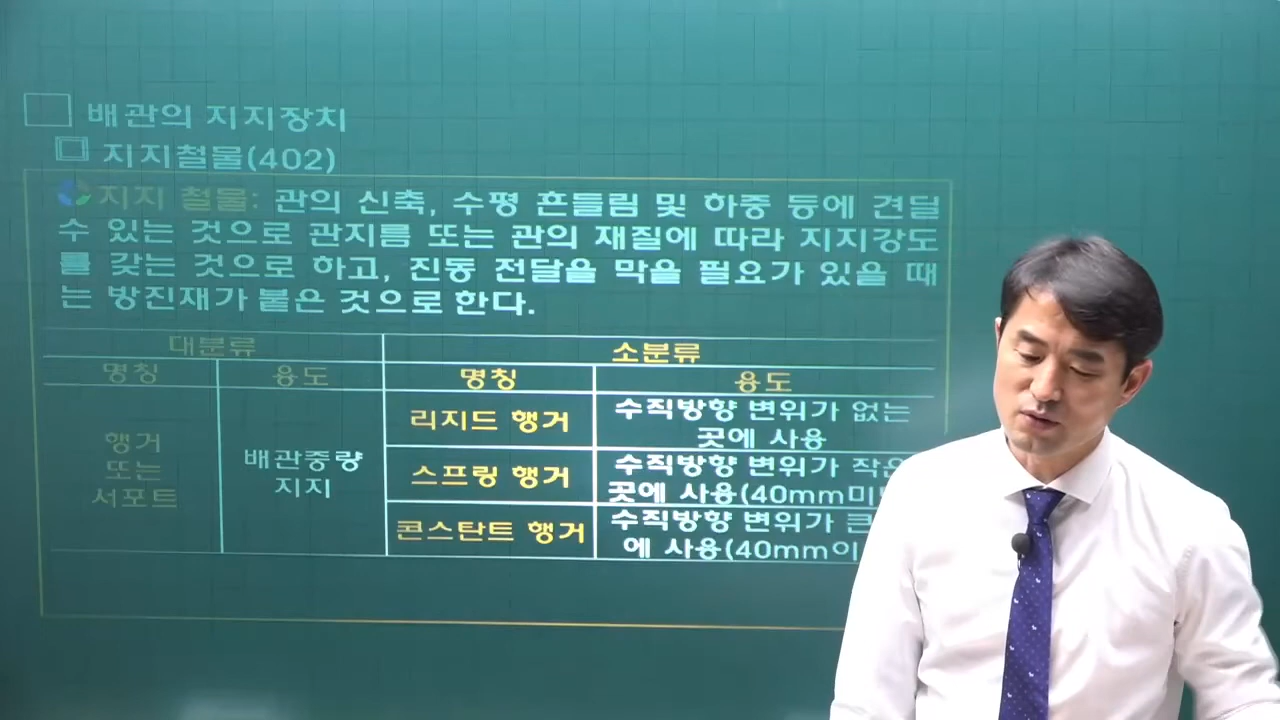 배관의 지지장치
지지철물(402)
지지 철물: 관의 신축, 수평 흔들림 및 하중 등에 견딜
수 있는 것으로 관지름 또는 관의 재질에 따라 지지강도
를 갖는 것으로 하고, 진동 전달을 막을 필요가 있을 때
는 방진재가 붙은 것으로 한다.
대분류 소분류
명칭 용도 명칭 용도
행거
또는
서포트
배관중량
지지
리지드 행거
수직방향 변위가 없는
곳에 사용
스프링 행거
수직방향 변위가 작은
곳에 사용(40mm미
콘스탄트 행거
수직방향 변위가 큰
에 사용(40mm이